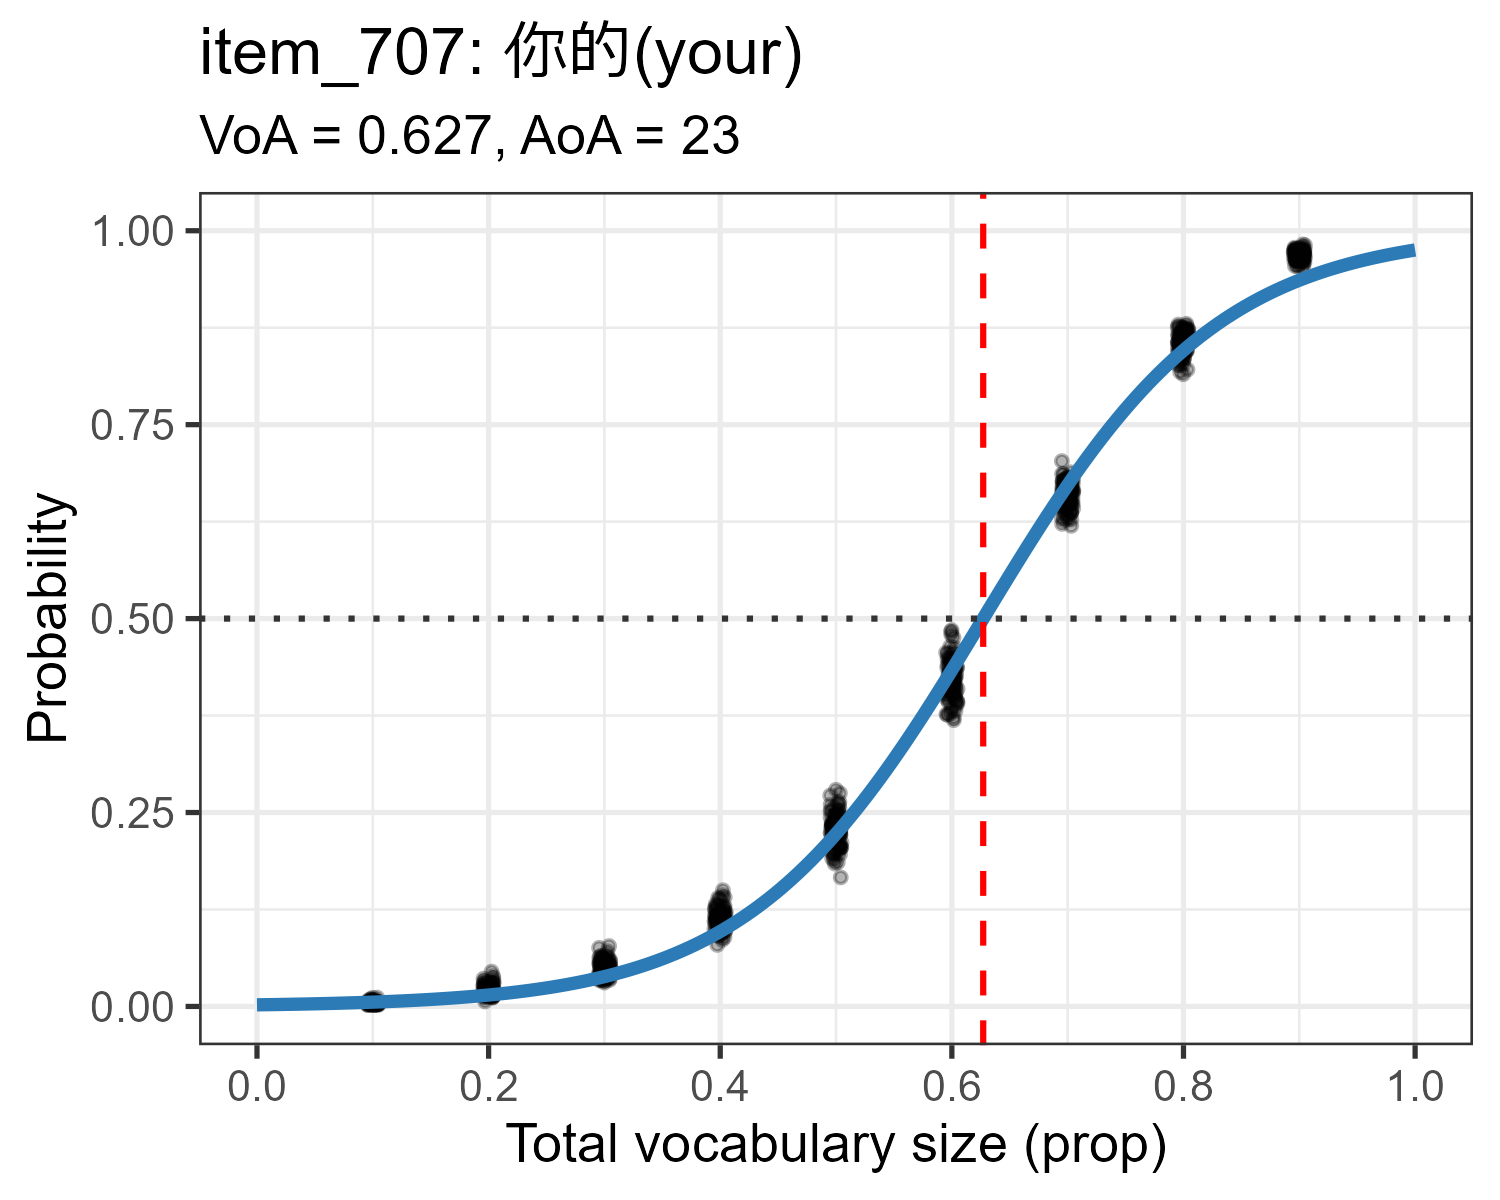 item_707: 你的(your)
VoA = 0.627, AoA = 23
1.00
0.75
0.50
0.25
0.00
Probability
0.0 0.2 0.4 0.6 0.8 1.0
Total vocabulary size (prop)